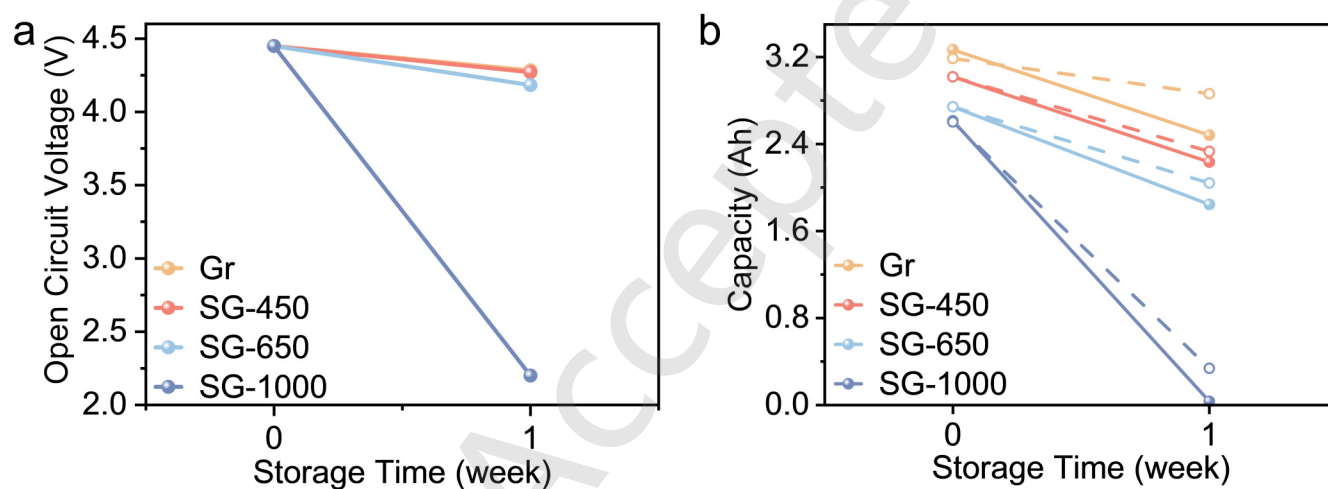 a
4.5
4.0
3.5
3.0
2.5
2.0
Open Circuit Voltage (V)
Gr
SG-450
SG-650
SG-1000
0
1
Storage Time (week)
b
3.2
2.4
1.6
0.8
0.0
Capacity (Ah)
Gr
SG-450
SG-650
SG-1000
0
1
Storage Time (week)
Accepte